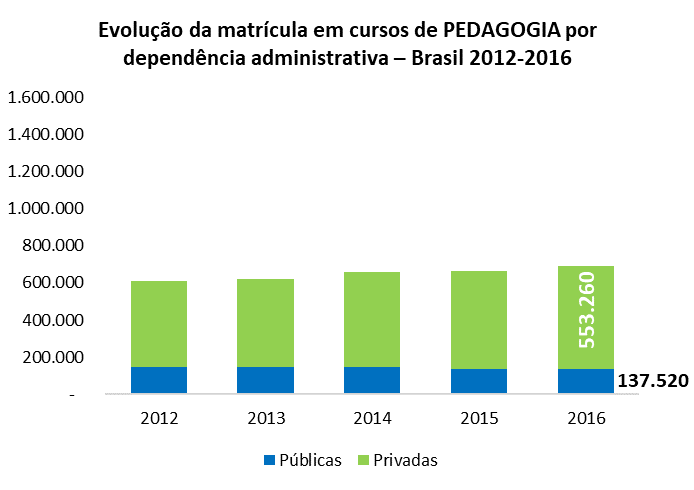 Evolução da matrícula em cursos de PEDAGOGIA por
dependência administrativa – Brasil 2012-2016
1.600.000
1.400.000
1.200.000
1.000.000
800.000
600.000
400.000
200.000
-
553.260
137.520
2012 2013 2014 2015 2016
Públicas Privadas